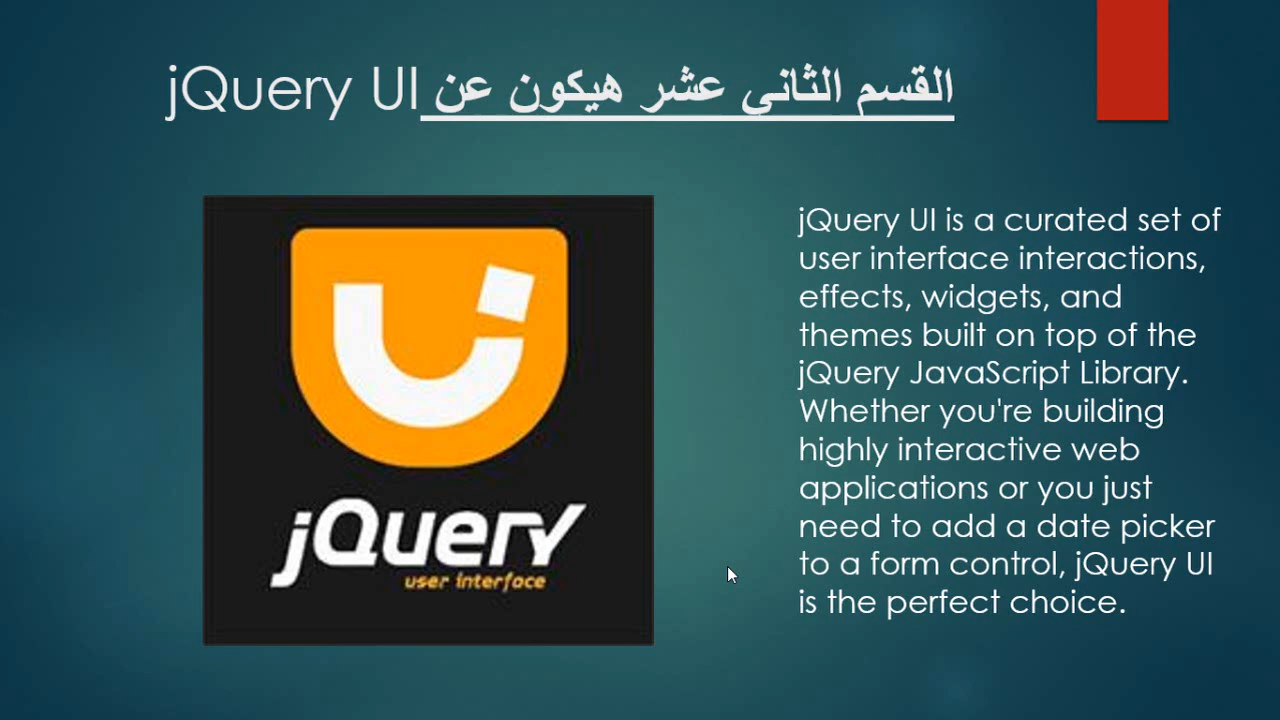 القسم الثاني عشر هيكون عن jQuery UI
jQuery
user interface
jQuery UI is a curated set of
user interface interactions,
effects, widgets, and
themes built on top of the
jQuery JavaScript Library.
Whether you're building
highly interactive web
applications or you just
need to add a date picker
to a form control, jQuery UI
is the perfect choice.